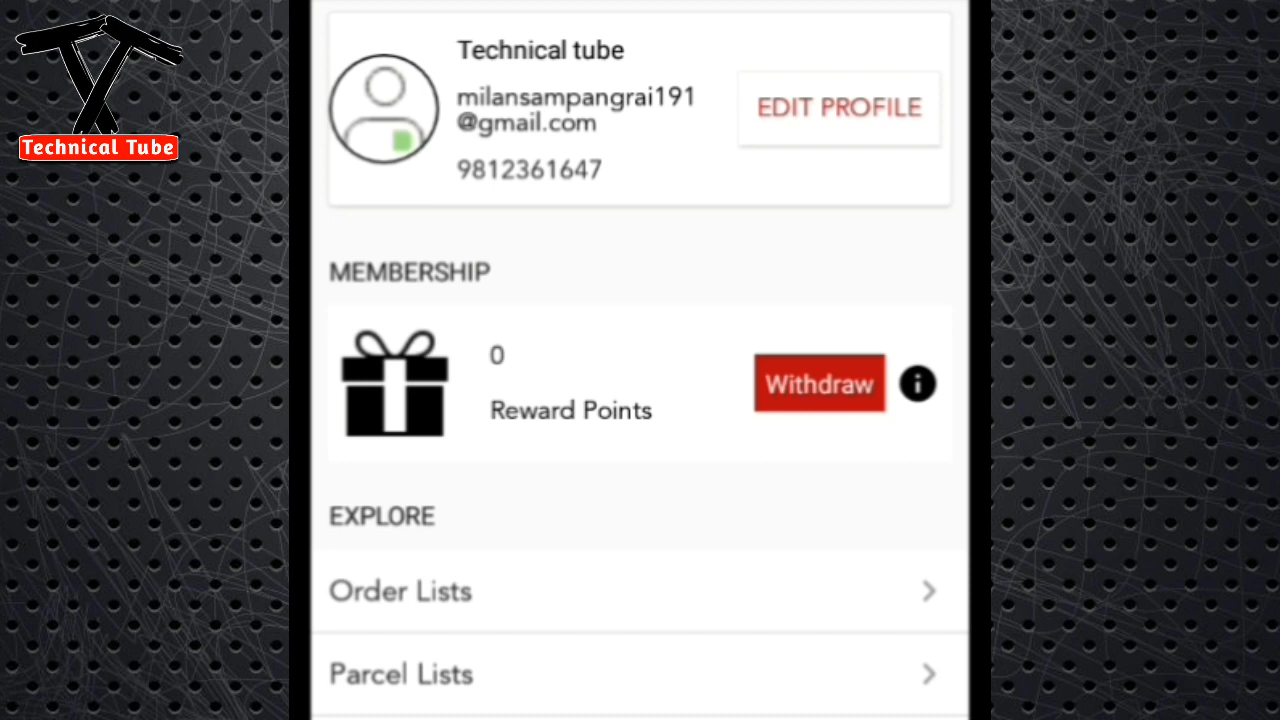 Technical Tube
Technical tube
milansampangrai191
@gmail.com
9812361647
EDIT PROFILE
MEMBERSHIP
0
Reward Points
Withdraw
i
EXPLORE
Order Lists
Parcel Lists